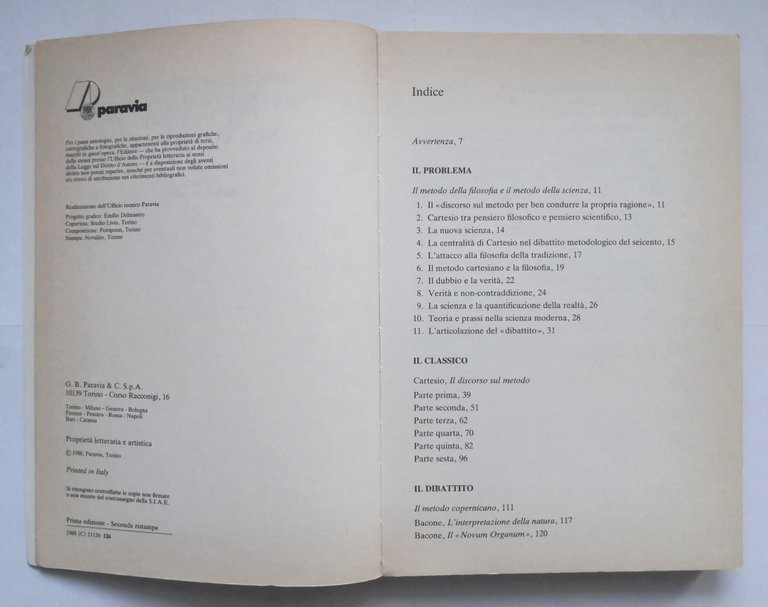 paravia
Per i passi antologici, per le citazioni, per le riproduzioni grafiche,
cartografiche e fotografiche, appartenenti alla proprietà di terzi,
inseriti in quest'opera, l'Editore – che ha provveduto al deposito
della stessa presso l'Ufficio della Proprietà letteraria ai sensi
della Legge sul Diritto d'Autore – è a disposizione degli aventi
diritto non potuti reperire, nonché per eventuali non volute omissioni
e/o errori di attribuzione nei riferimenti bibliografici.
Realizzazione dell'Ufficio tecnico Paravia
Progetto grafico: Emilio Delmastro
Copertina: Studio Livio, Torino
Composizione: Fotopress, Torino
Stampa: Novalito, Torino
G. B. Paravia & C. S.p.A.
10139 Torino - Corso Racconigi, 16
Torino - Milano - Genova - Bologna
Firenze - Pescara - Roma - Napoli
Bari - Catania
Proprietà letteraria e artistica
© 1988, Paravia, Torino
Printed in Italy
Si ritengono contraffatte le copie non firmate
o non munite del contrassegno della S.I.A.E.
Prima edizione - Seconda ristampa
1988 (C) 21126 126
Indice
Avvertenza, 7
IL PROBLEMA
Il metodo della filosofia e il metodo della scienza, 11
1. Il «discorso sul metodo per ben condurre la propria ragione», 11
2. Cartesio tra pensiero filosofico e pensiero scientifico, 13
3. La nuova scienza, 14
4. La centralità di Cartesio nel dibattito metodologico del seicento, 15
5. L'attacco alla filosofia della tradizione, 17
6. Il metodo cartesiano e la filosofia, 19
7. Il dubbio e la verità, 22
8. Verità e non-contraddizione, 24
9. La scienza e la quantificazione della realtà, 26
10. Teoria e prassi nella scienza moderna, 28
11. L'articolazione del «dibattito», 31
IL CLASSICO
Cartesio, Il discorso sul metodo
Parte prima, 39
Parte seconda, 51
Parte terza, 62
Parte quarta, 70
Parte quinta, 82
Parte sesta, 96
IL DIBATTITO
Il metodo copernicano, 111
Bacone, L'interpretazione della natura, 117
Bacone, Il «Novum Organum», 120